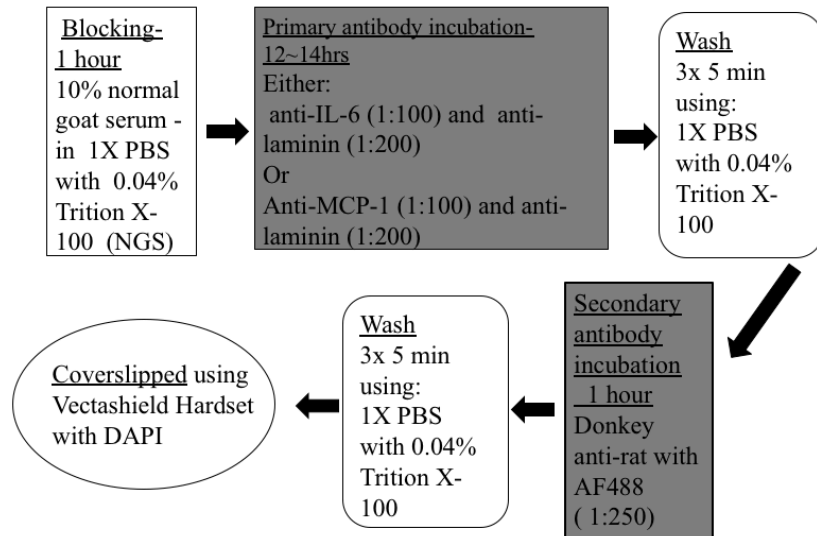 Blocking-
1 hour
10% normal
goat serum -
in 1X PBS
with 0.04%
Trition X-
100 (NGS)
Primary antibody incubation-
12~14hrs
Either:
anti-IL-6 (1:100) and anti-
laminin (1:200)
Or
Anti-MCP-1 (1:100) and anti-
laminin (1:200)
Wash
3x 5 min
using:
1X PBS
with 0.04%
Trition X-
100
Secondary
antibody
incubation
1 hour
Donkey
anti-rat with
AF488
( 1:250)
Wash
3x 5 min
using:
1X PBS
with 0.04%
Trition X-
100
Coverslipped using
Vectashield Hardset
with DAPI